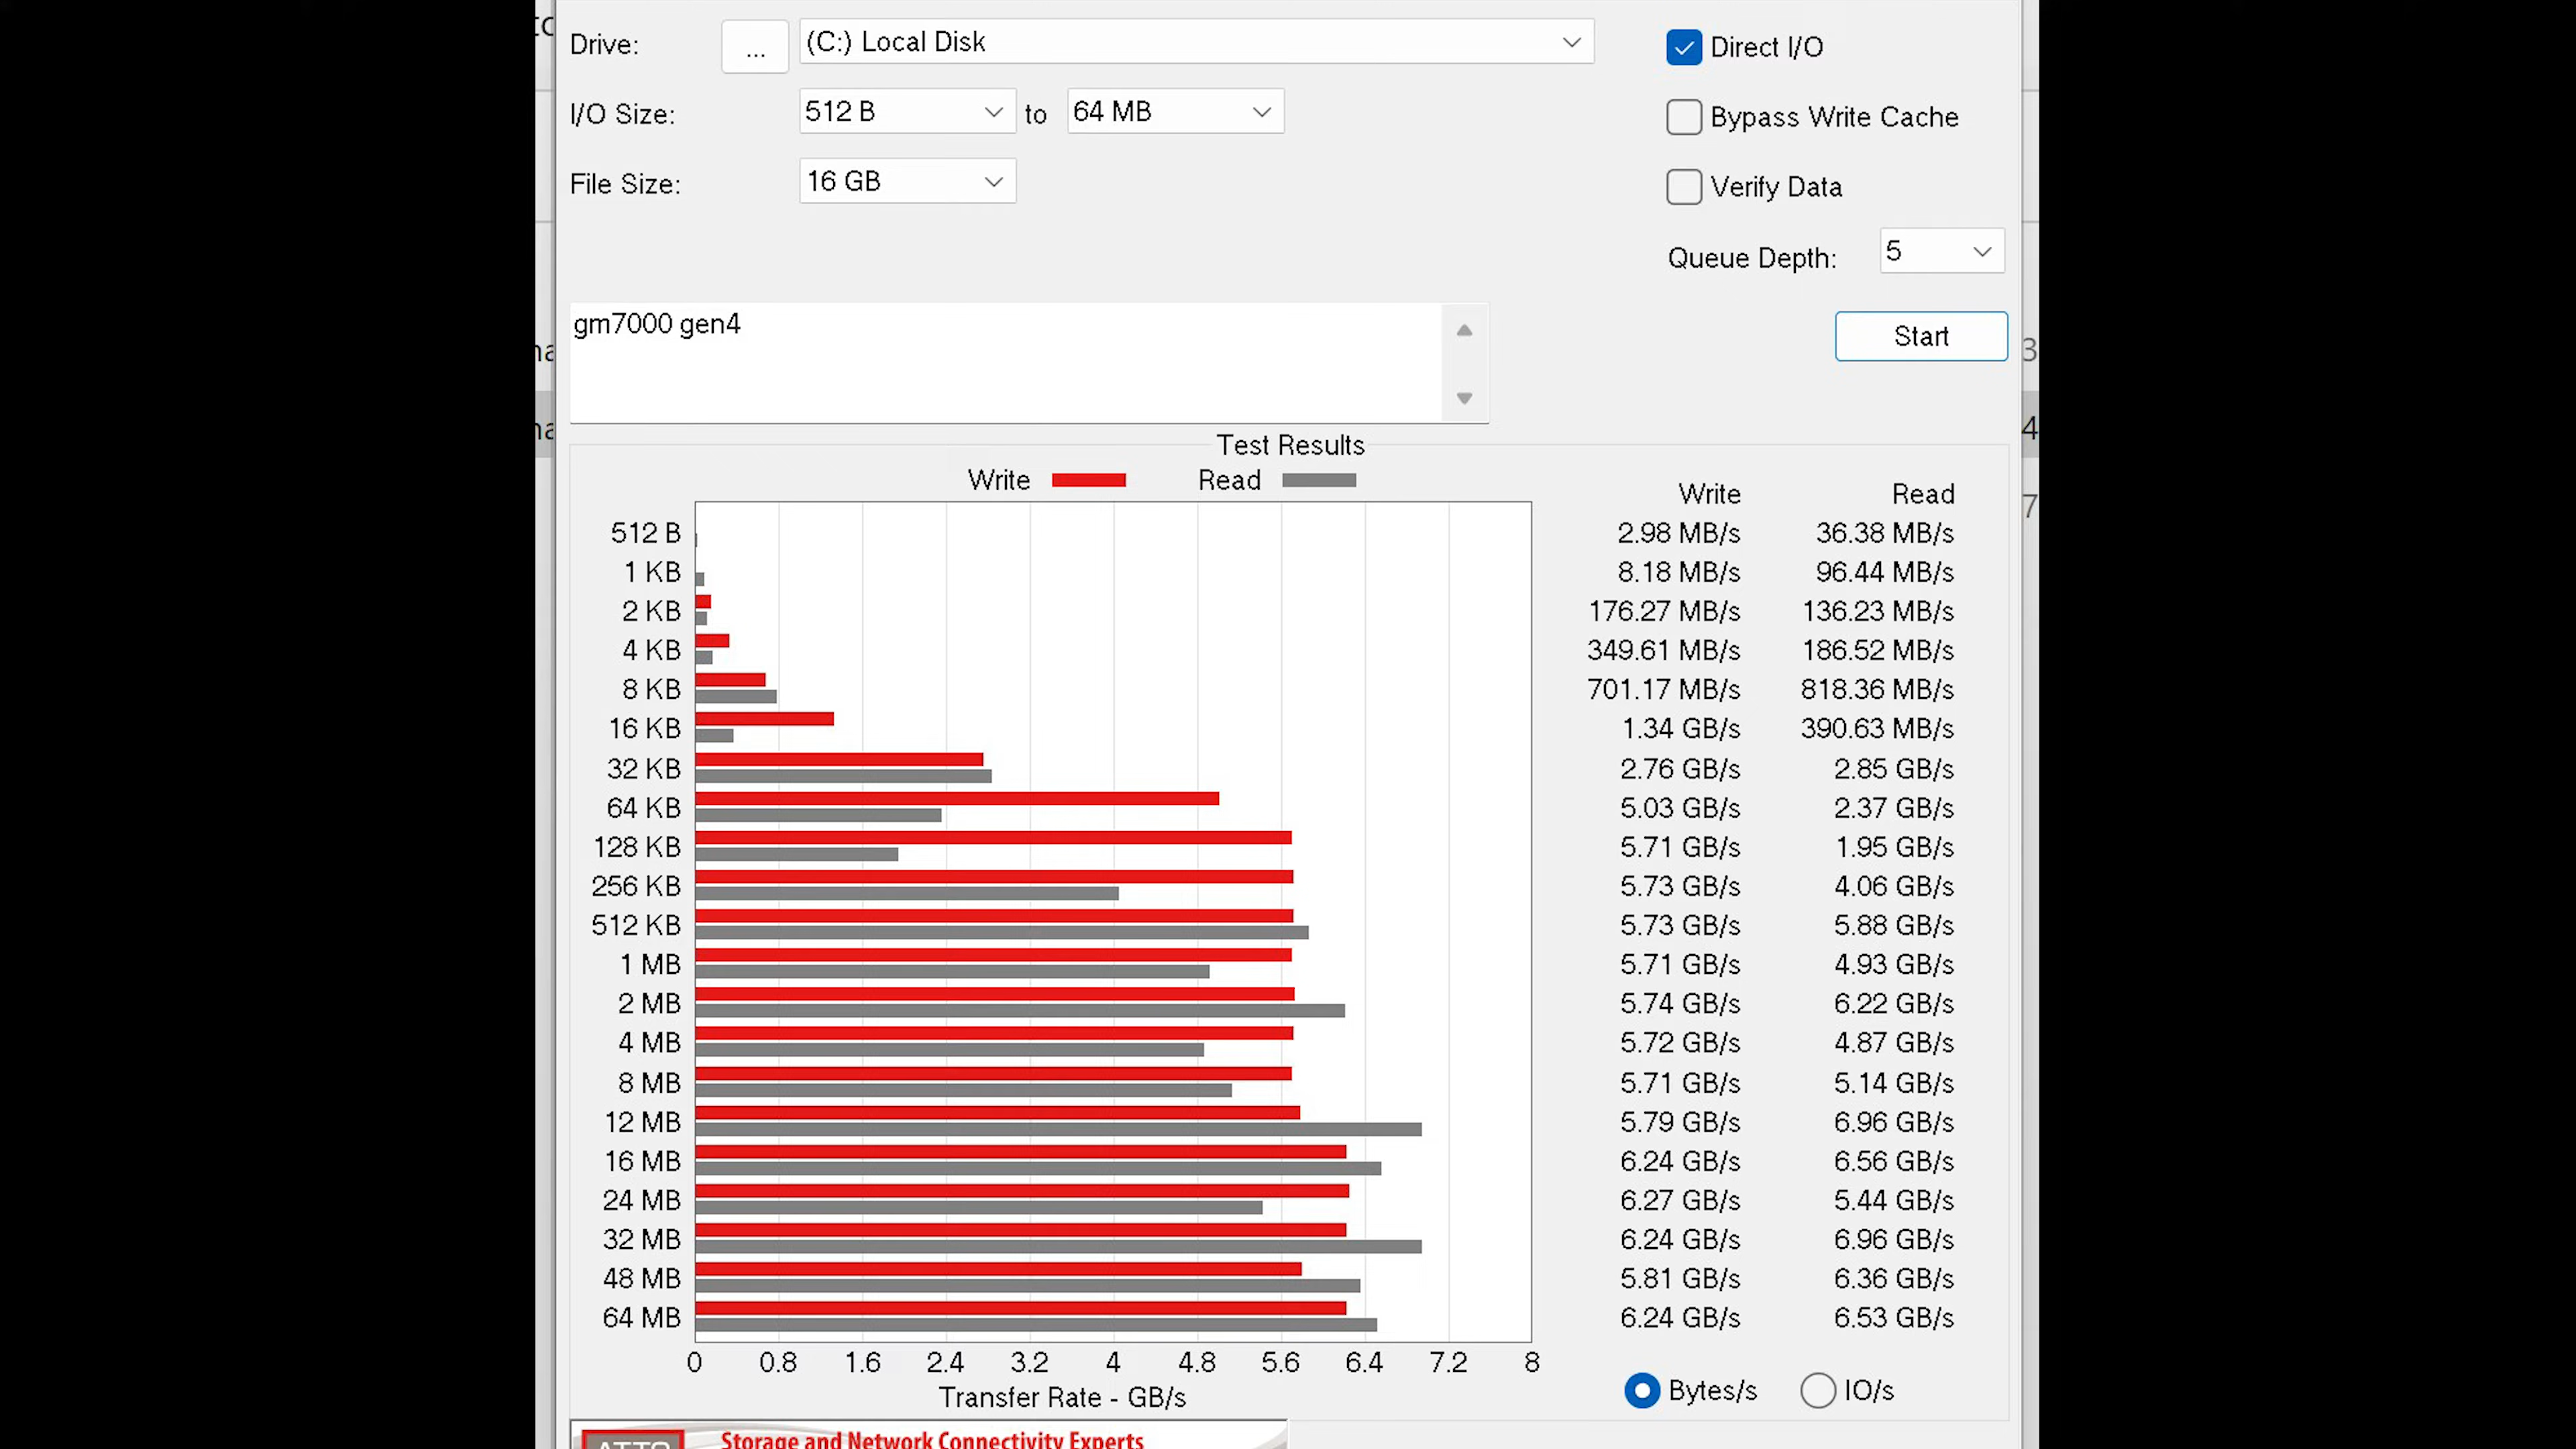 Drive: ... (C:) Local Disk Direct I/O
I/O Size: 512 B to 64 MB Bypass Write Cache
File Size: 16 GB Verify Data
Queue Depth: 5
gm7000 gen4
Start
Test Results
Write Read
Write Read
512 B 2.98 MB/s 36.38 MB/s
1 KB 8.18 MB/s 96.44 MB/s
2 KB 176.27 MB/s 136.23 MB/s
4 KB 349.61 MB/s 186.52 MB/s
8 KB 701.17 MB/s 818.36 MB/s
16 KB 1.34 GB/s 390.63 MB/s
32 KB 2.76 GB/s 2.85 GB/s
64 KB 5.03 GB/s 2.37 GB/s
128 KB 5.71 GB/s 1.95 GB/s
256 KB 5.73 GB/s 4.06 GB/s
512 KB 5.73 GB/s 5.88 GB/s
1 MB 5.71 GB/s 4.93 GB/s
2 MB 5.74 GB/s 6.22 GB/s
4 MB 5.72 GB/s 4.87 GB/s
8 MB 5.71 GB/s 5.14 GB/s
12 MB 5.79 GB/s 6.96 GB/s
16 MB 6.24 GB/s 6.56 GB/s
24 MB 6.27 GB/s 5.44 GB/s
32 MB 6.24 GB/s 6.96 GB/s
48 MB 5.81 GB/s 6.36 GB/s
64 MB 6.24 GB/s 6.53 GB/s
0 0.8 1.6 2.4 3.2 4 4.8 5.6 6.4 7.2 8
Transfer Rate - GB/s
Bytes/s IO/s
ATTO Storage and Network Connectivity Experts